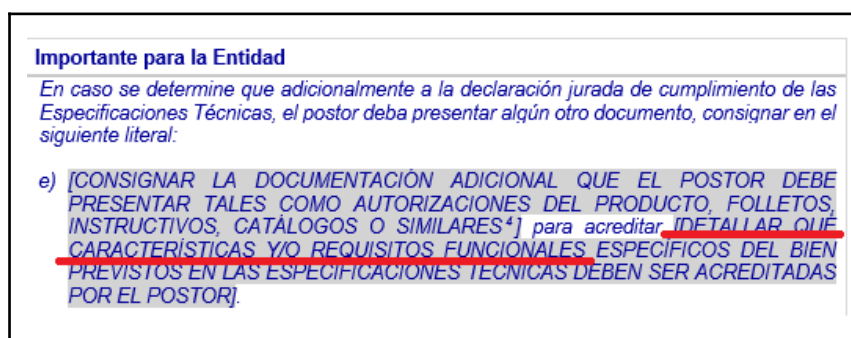 Importante para la Entidad
En caso se determine que adicionalmente a la declaración jurada de cumplimiento de las
Especificaciones Técnicas, el postor deba presentar algún otro documento, consignar en el
siguiente literal:
e) [CONSIGNAR LA DOCUMENTACIÓN ADICIONAL QUE EL POSTOR DEBE
PRESENTAR TALES COMO AUTORIZACIONES DEL PRODUCTO, FOLLETOS,
INSTRUCTIVOS, CATÁLOGOS O SIMILARES⁴] para acreditar [DETALLAR QUÉ
CARACTERÍSTICAS Y/O REQUISITOS FUNCIONALES ESPECÍFICOS DEL BIEN
PREVISTOS EN LAS ESPECIFICACIONES TÉCNICAS DEBEN SER ACREDITADAS
POR EL POSTOR].